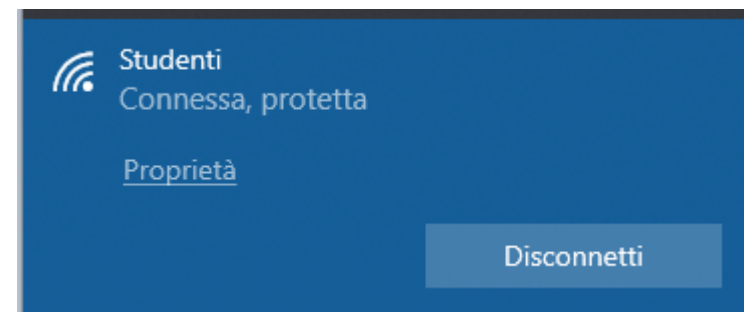 Studenti
Connessa, protetta
Proprietà
Disconnetti